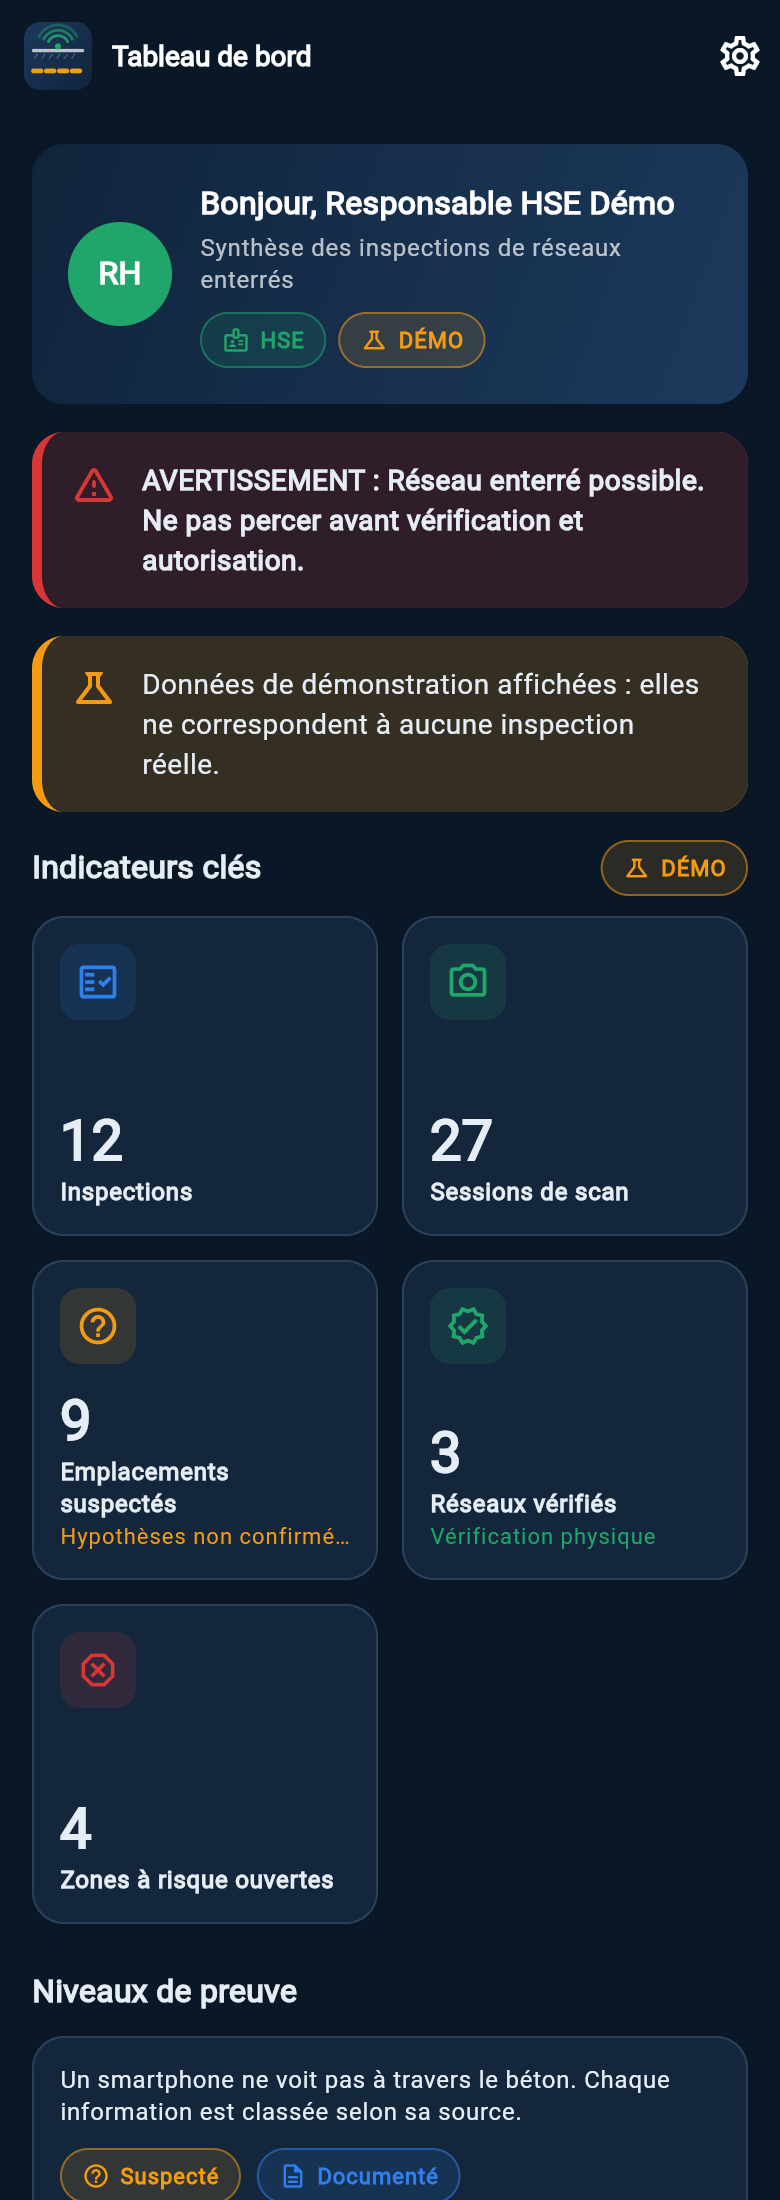 Tableau de bord
Bonjour, Responsable HSE Démo
RH
Synthèse des inspections de réseaux
enterrés
HSE
DÉMO
AVERTISSEMENT : Réseau enterré possible.
Ne pas percer avant vérification et
autorisation.
Données de démonstration affichées : elles
ne correspondent à aucune inspection
réelle.
Indicateurs clés
DÉMO
12
Inspections
27
Sessions de scan
9
Emplacements
suspectés
Hypothèses non confirmé…
3
Réseaux vérifiés
Vérification physique
4
Zones à risque ouvertes
Niveaux de preuve
Un smartphone ne voit pas à travers le béton. Chaque
information est classée selon sa source.
Suspecté
Documenté